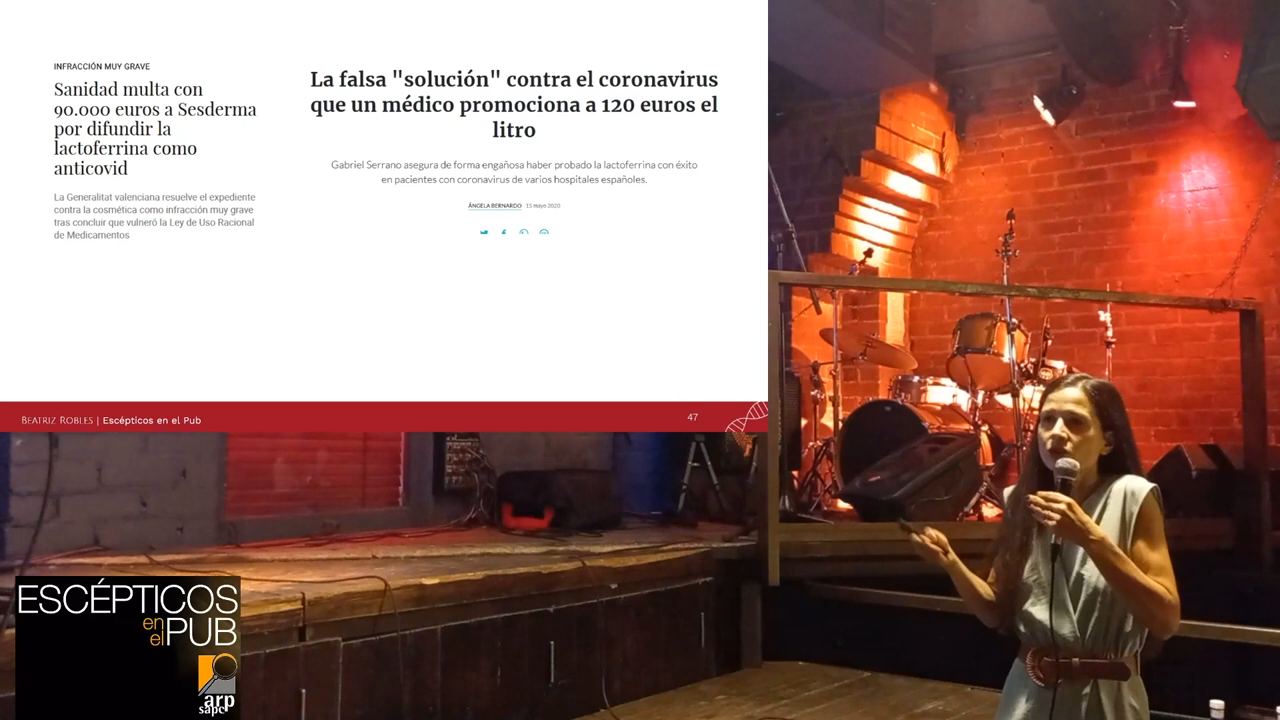 INFRACCIÓN MUY GRAVE
Sanidad multa con
90.000 euros a Sesderma
por difundir la
lactoferrina como
anticovid
La Generalitat valenciana resuelve el expediente
contra la cosmética como infracción muy grave
tras concluir que vulneró la Ley de Uso Racional
de Medicamentos
La falsa "solución" contra el coronavirus
que un médico promociona a 120 euros el
litro
Gabriel Serrano asegura de forma engañosa haber probado la lactoferrina con éxito
en pacientes con coronavirus de varios hospitales españoles.
ÁNGELA BERNARDO 15 mayo 2020
BEATRIZ ROBLES | Escépticos en el Pub
47
ESCÉPTICOS
en
el PUB
arp
sapc